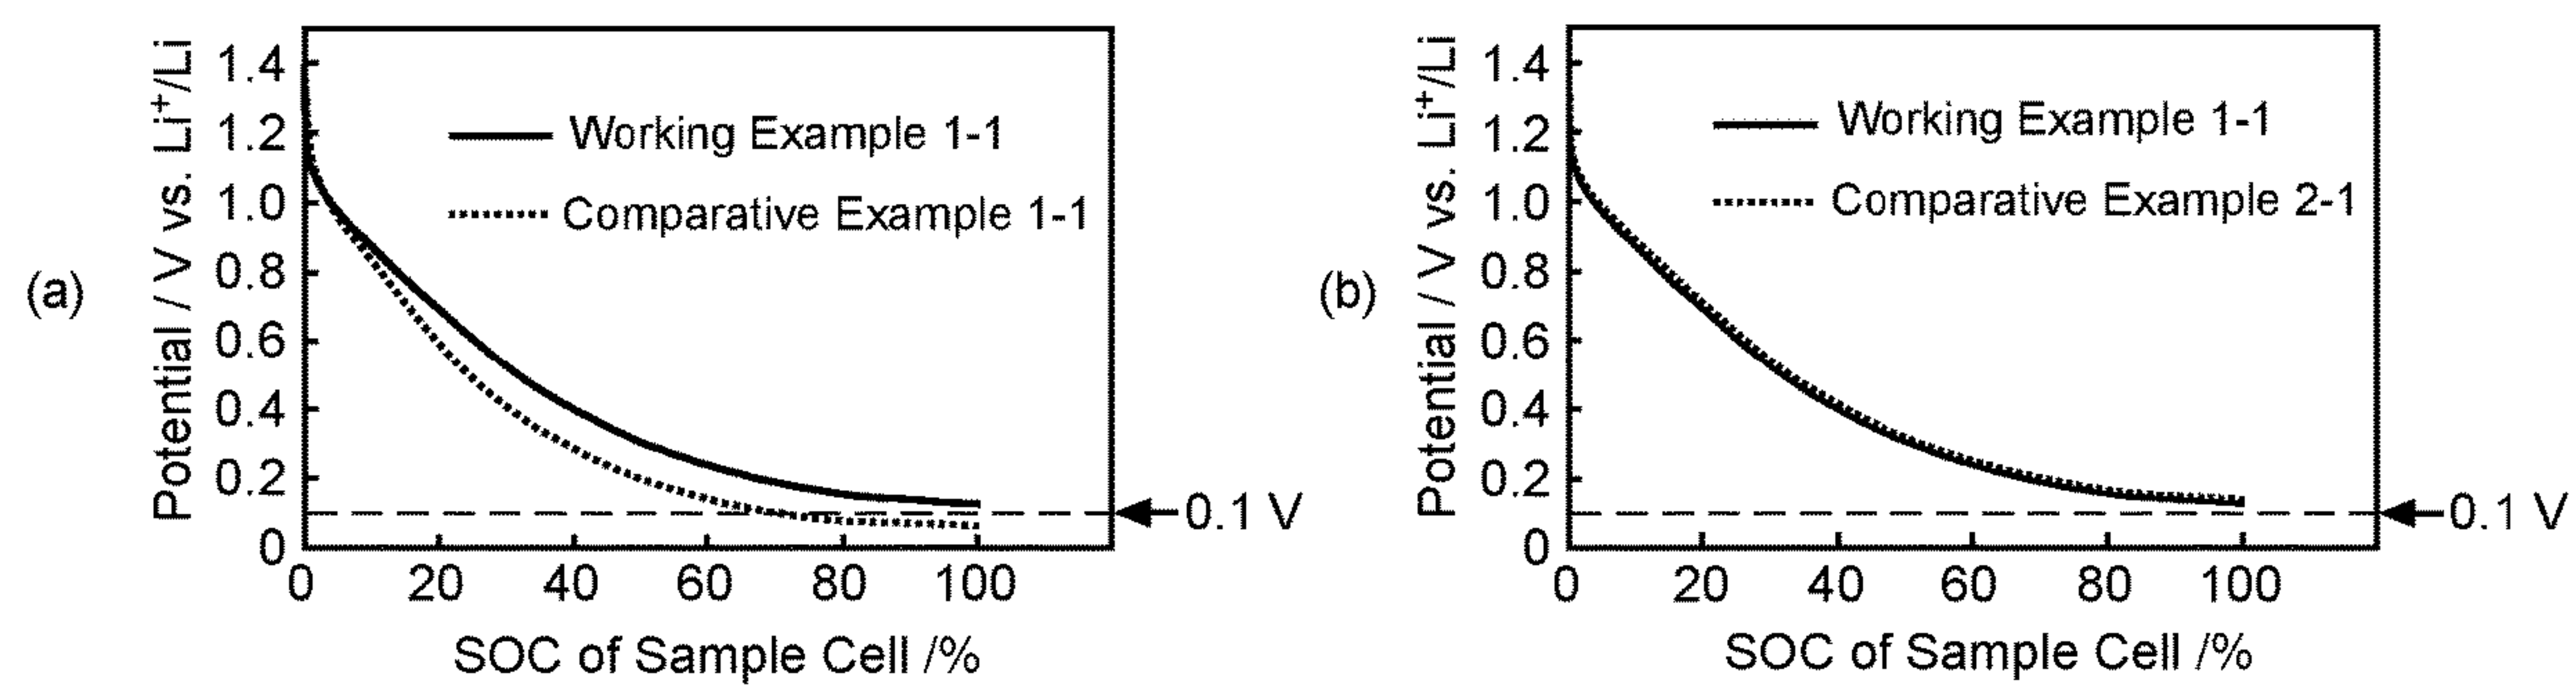 (a)
Potential / V vs. Li⁺/Li
1.4
1.2
1.0
0.8
0.6
0.4
0.2
0
Working Example 1-1
Comparative Example 1-1
0.1 V
0 20 40 60 80 100
SOC of Sample Cell /%
(b)
Potential / V vs. Li⁺/Li
1.4
1.2
1.0
0.8
0.6
0.4
0.2
0
Working Example 1-1
Comparative Example 2-1
0.1 V
0 20 40 60 80 100
SOC of Sample Cell /%